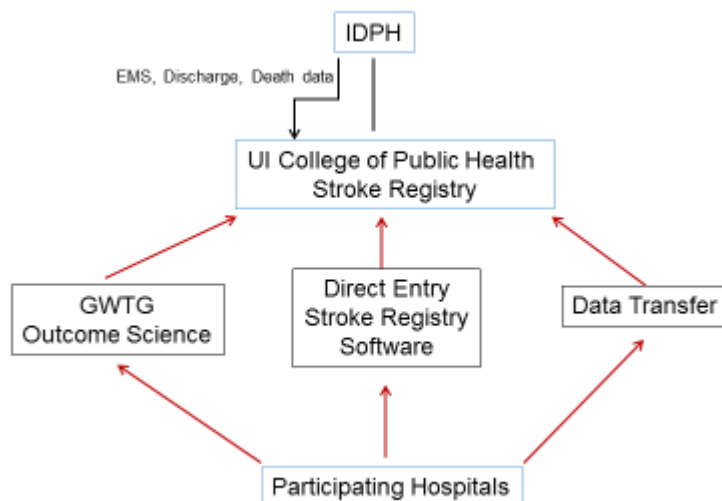 IDPH
EMS, Discharge, Death data
UI College of Public Health
Stroke Registry
GWTG
Outcome Science
Direct Entry
Stroke Registry
Software
Data Transfer
Participating Hospitals